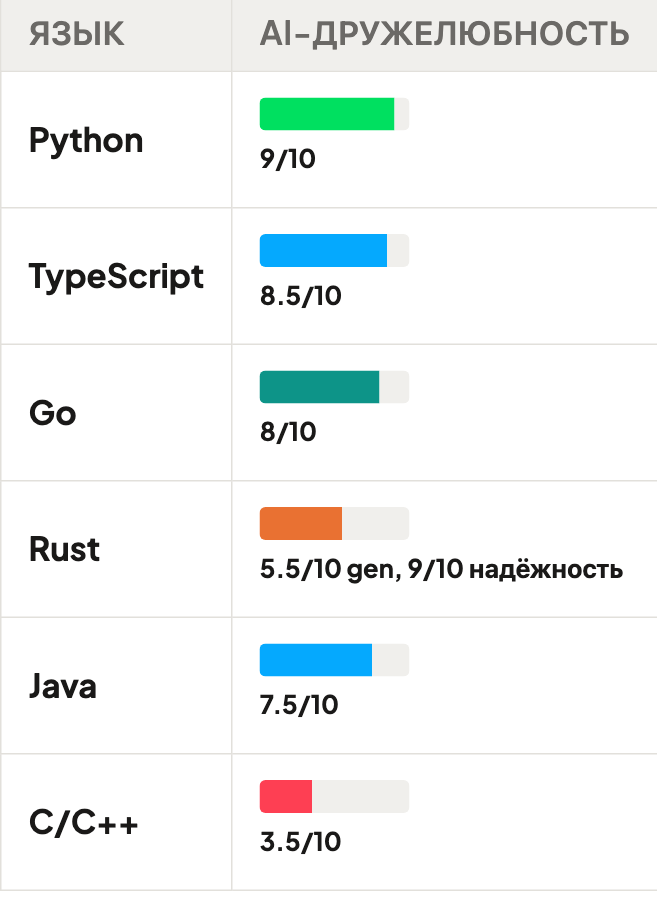 ЯЗЫК
AI-ДРУЖЕЛЮБНОСТЬ
Python
9/10
TypeScript
8.5/10
Go
8/10
Rust
5.5/10 gen, 9/10 надёжность
Java
7.5/10
C/C++
3.5/10